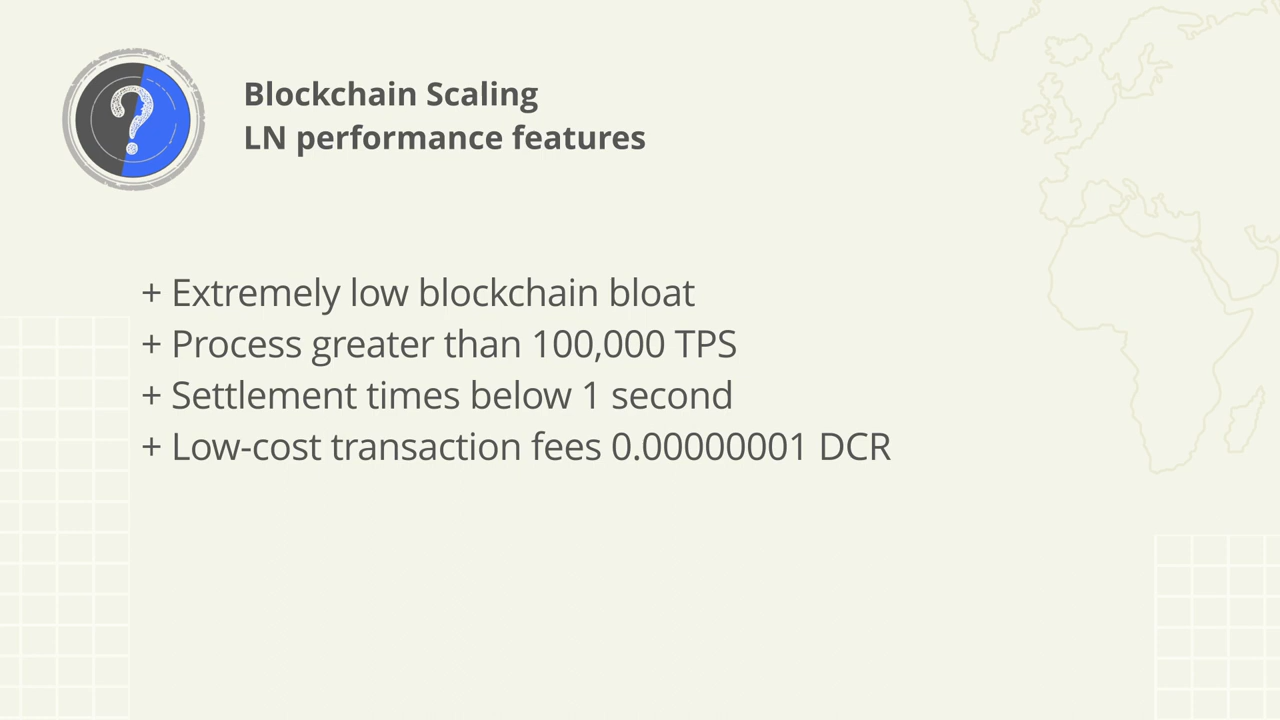 Blockchain Scaling
LN performance features
+ Extremely low blockchain bloat
+ Process greater than 100,000 TPS
+ Settlement times below 1 second
+ Low-cost transaction fees 0.00000001 DCR